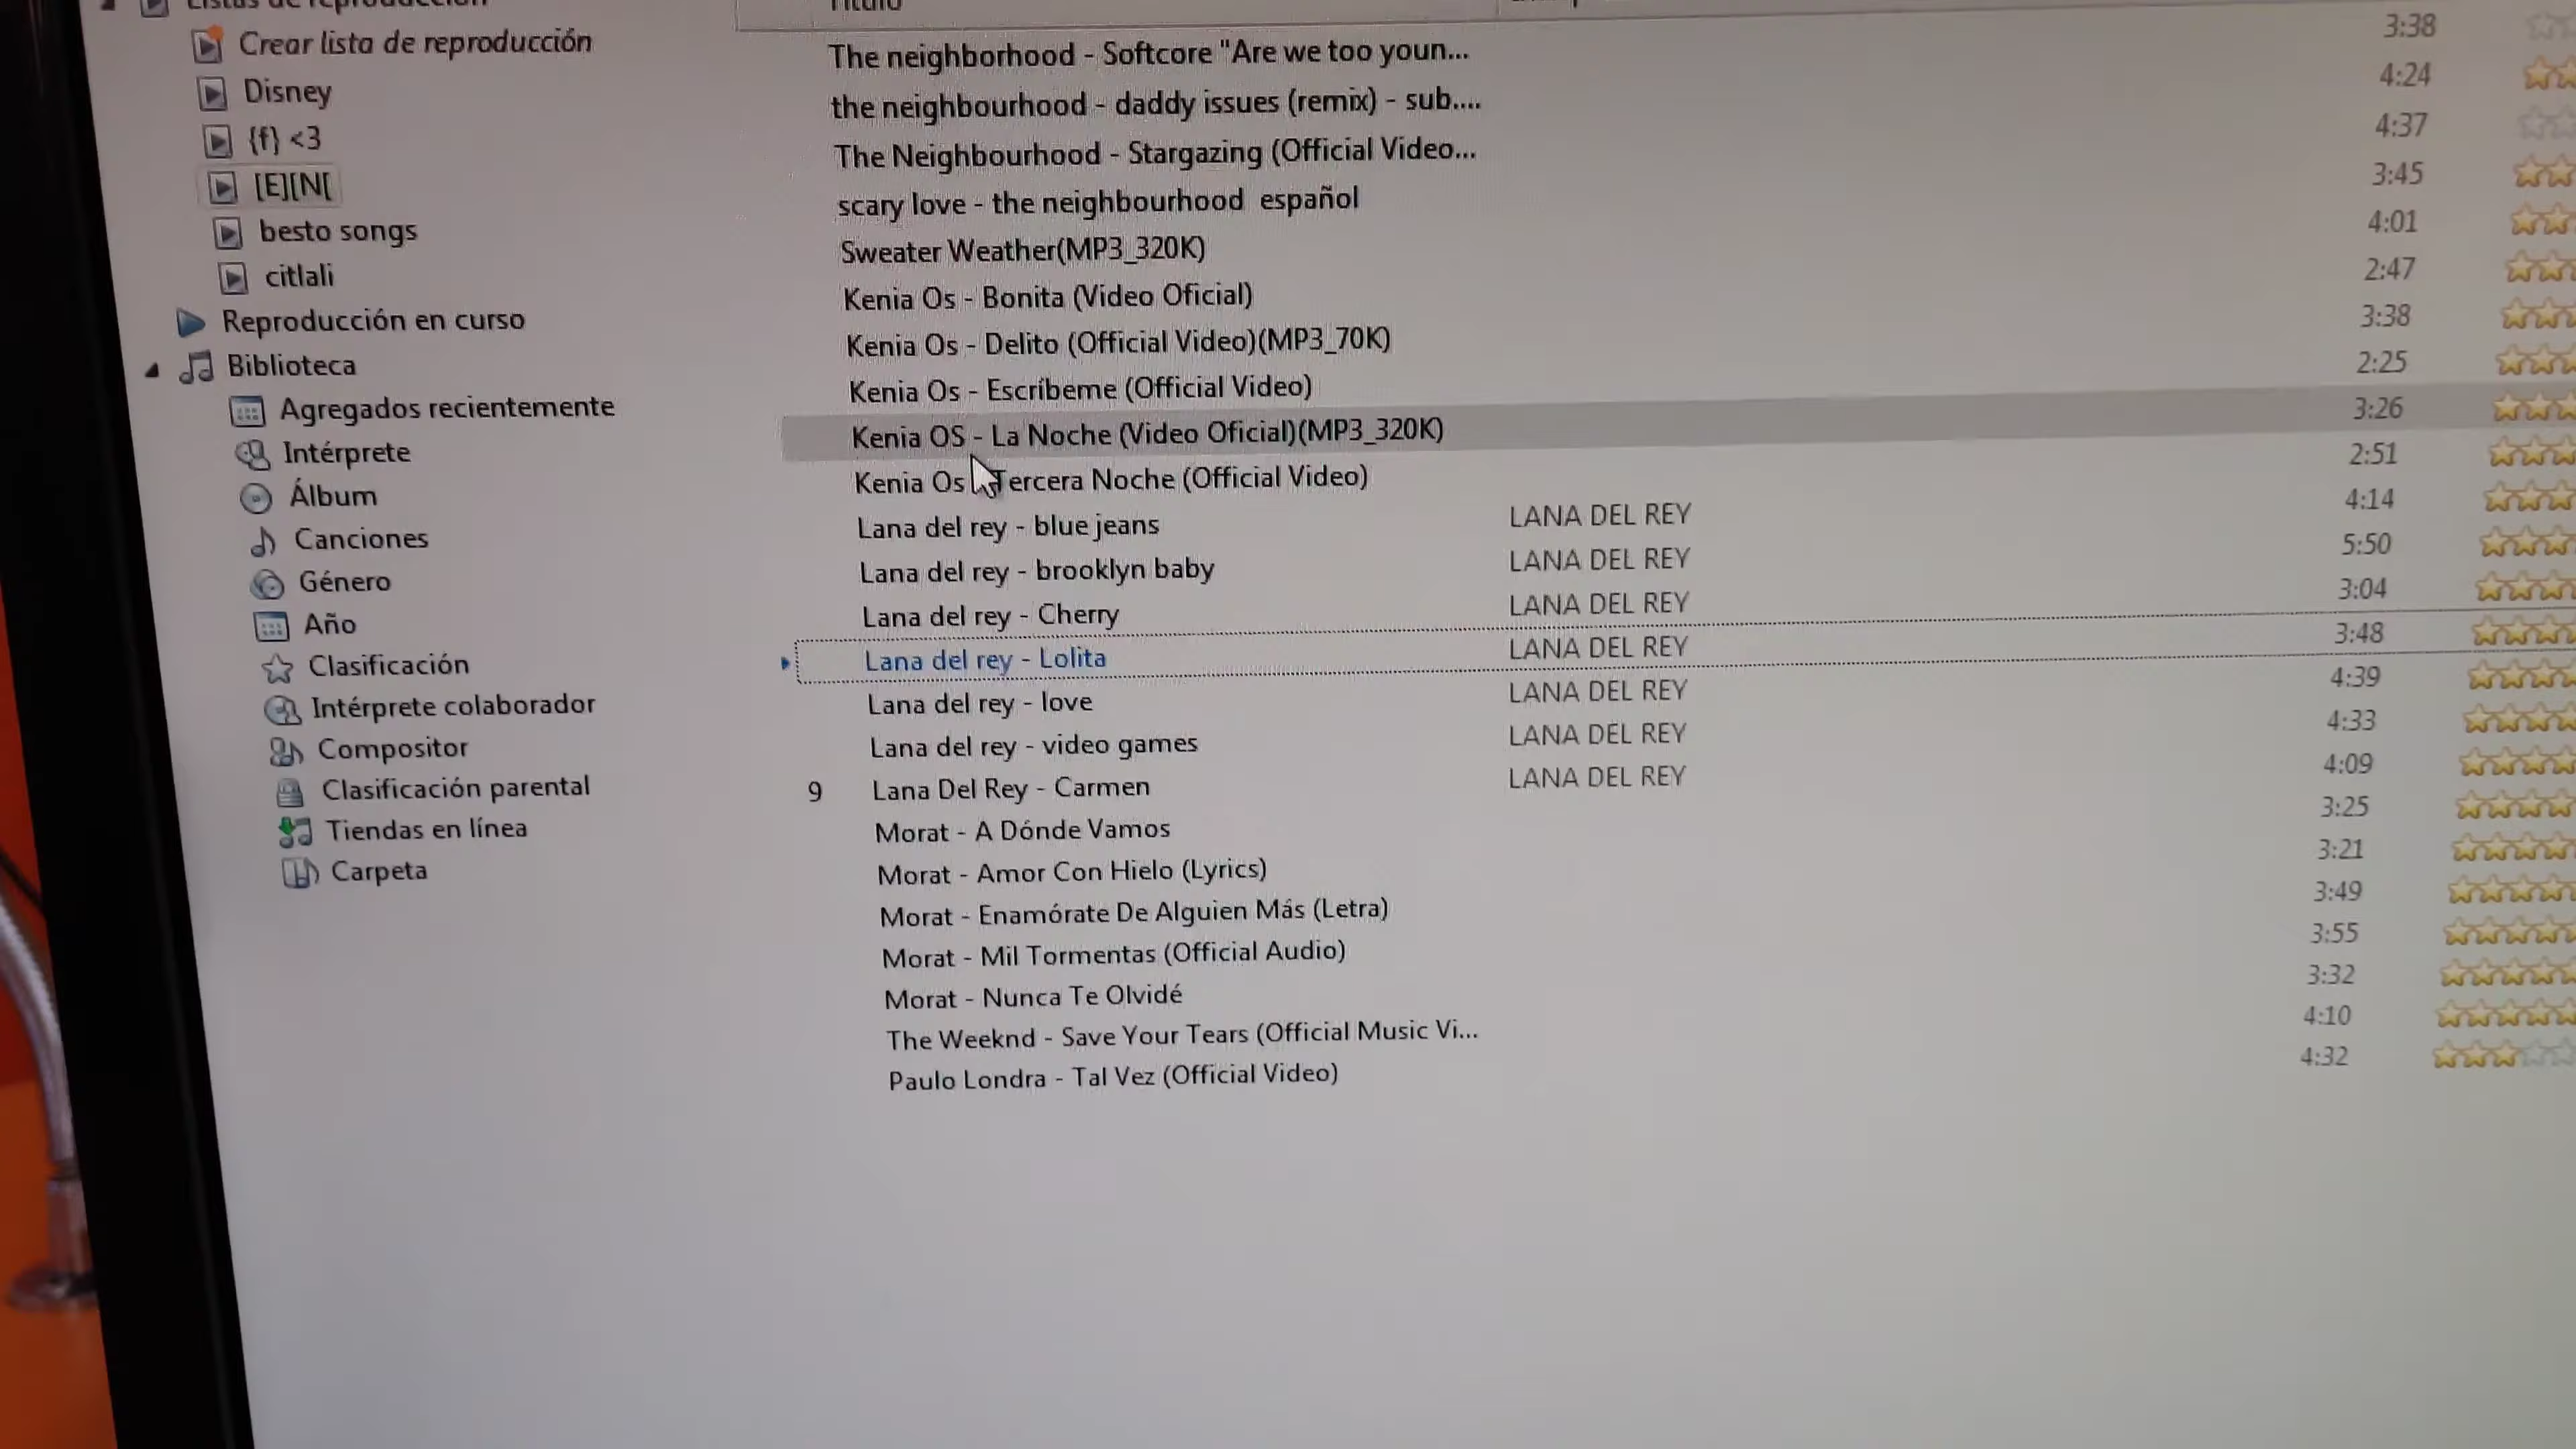 Listas de reproducción
Crear lista de reproducción
Disney
{f} <3
[E][N[
besto songs
citlali
Reproducción en curso
Biblioteca
Agregados recientemente
Intérprete
Álbum
Canciones
Género
Año
Clasificación
Intérprete colaborador
Compositor
Clasificación parental
Tiendas en línea
Carpeta
Título
The neighborhood - Softcore "Are we too youn... 3:38
the neighbourhood - daddy issues (remix) - sub.... 4:24
The Neighbourhood - Stargazing (Official Video... 4:37
scary love - the neighbourhood español 3:45
Sweater Weather(MP3_320K) 4:01
Kenia Os - Bonita (Video Oficial) 2:47
Kenia Os - Delito (Official Video)(MP3_70K) 3:38
Kenia Os - Escríbeme (Official Video) 2:25
Kenia OS - La Noche (Video Oficial)(MP3_320K) 3:26
Kenia Os Tercera Noche (Official Video) 2:51
Lana del rey - blue jeans LANA DEL REY 4:14
Lana del rey - brooklyn baby LANA DEL REY 5:50
Lana del rey - Cherry LANA DEL REY 3:04
Lana del rey - Lolita LANA DEL REY 3:48
Lana del rey - love LANA DEL REY 4:39
Lana del rey - video games LANA DEL REY 4:33
9 Lana Del Rey - Carmen LANA DEL REY 4:09
Morat - A Dónde Vamos 3:25
Morat - Amor Con Hielo (Lyrics) 3:21
Morat - Enamórate De Alguien Más (Letra) 3:49
Morat - Mil Tormentas (Official Audio) 3:55
Morat - Nunca Te Olvidé 3:32
The Weeknd - Save Your Tears (Official Music Vi... 4:10
Paulo Londra - Tal Vez (Official Video) 4:32